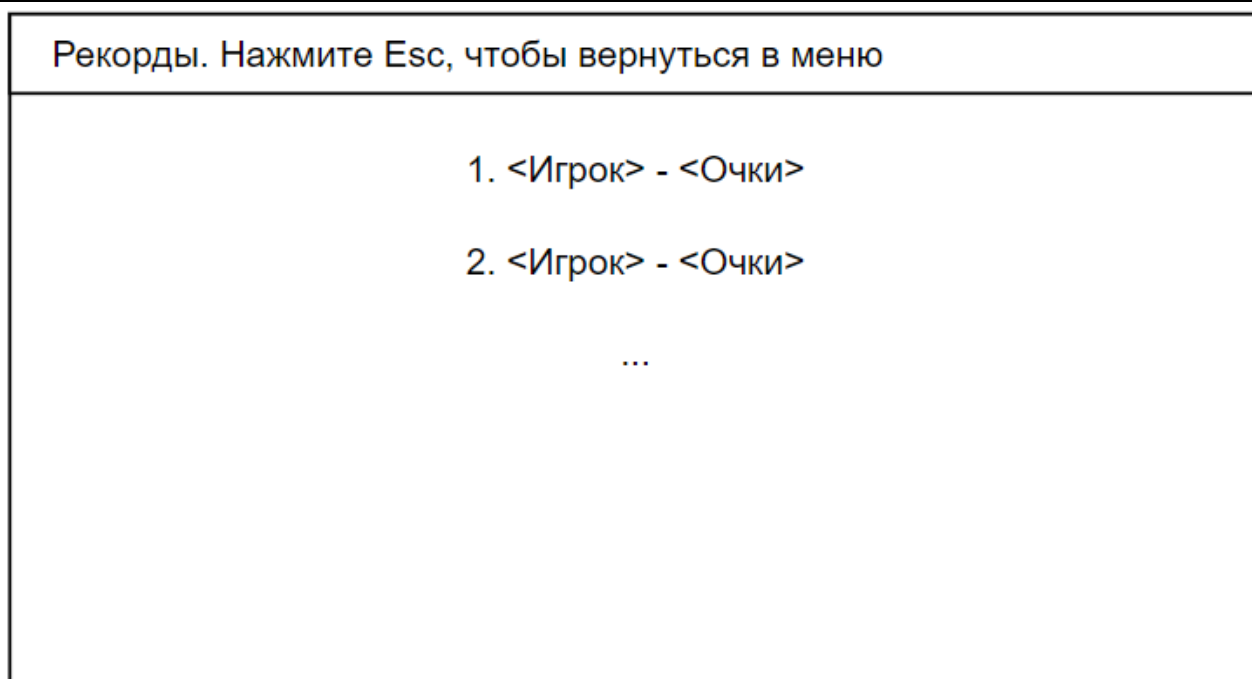 Рекорды. Нажмите Esc, чтобы вернуться в меню
1. <Игрок> - <Очки>
2. <Игрок> - <Очки>
...